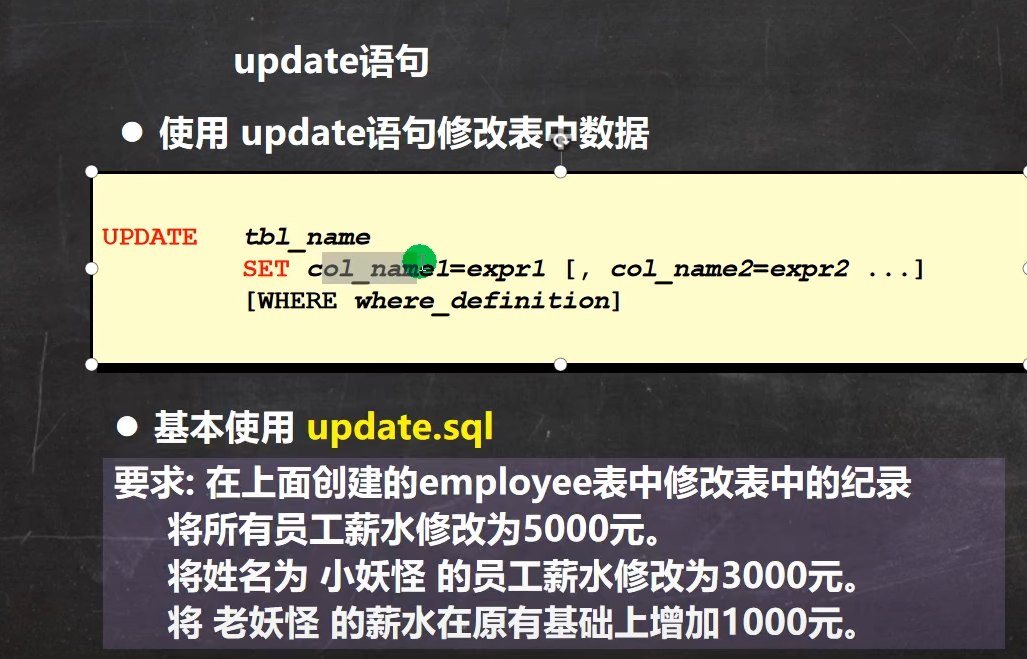 update语句
● 使用 update语句修改表中数据
UPDATE tbl_name
SET col_name1=expr1 [, col_name2=expr2 ...]
[WHERE where_definition]
● 基本使用 update.sql
要求: 在上面创建的employee表中修改表中的纪录
将所有员工薪水修改为5000元。
将姓名为 小妖怪 的员工薪水修改为3000元。
将 老妖怪 的薪水在原有基础上增加1000元。